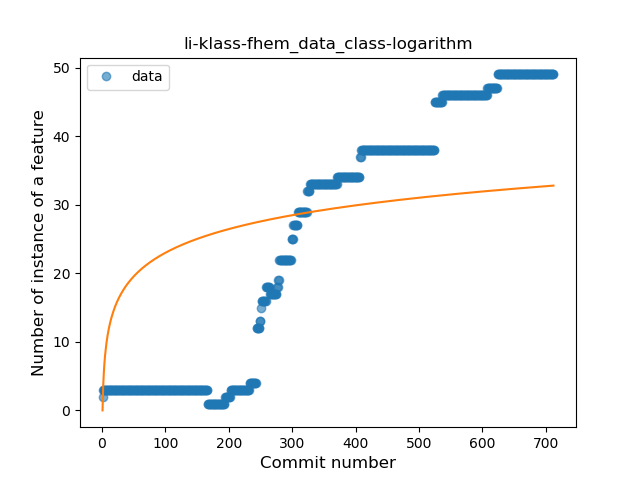 li-klass-fhem_data_class-logarithm
data
Number of instance of a feature
50
40
30
20
10
0
0 100 200 300 400 500 600 700
Commit number